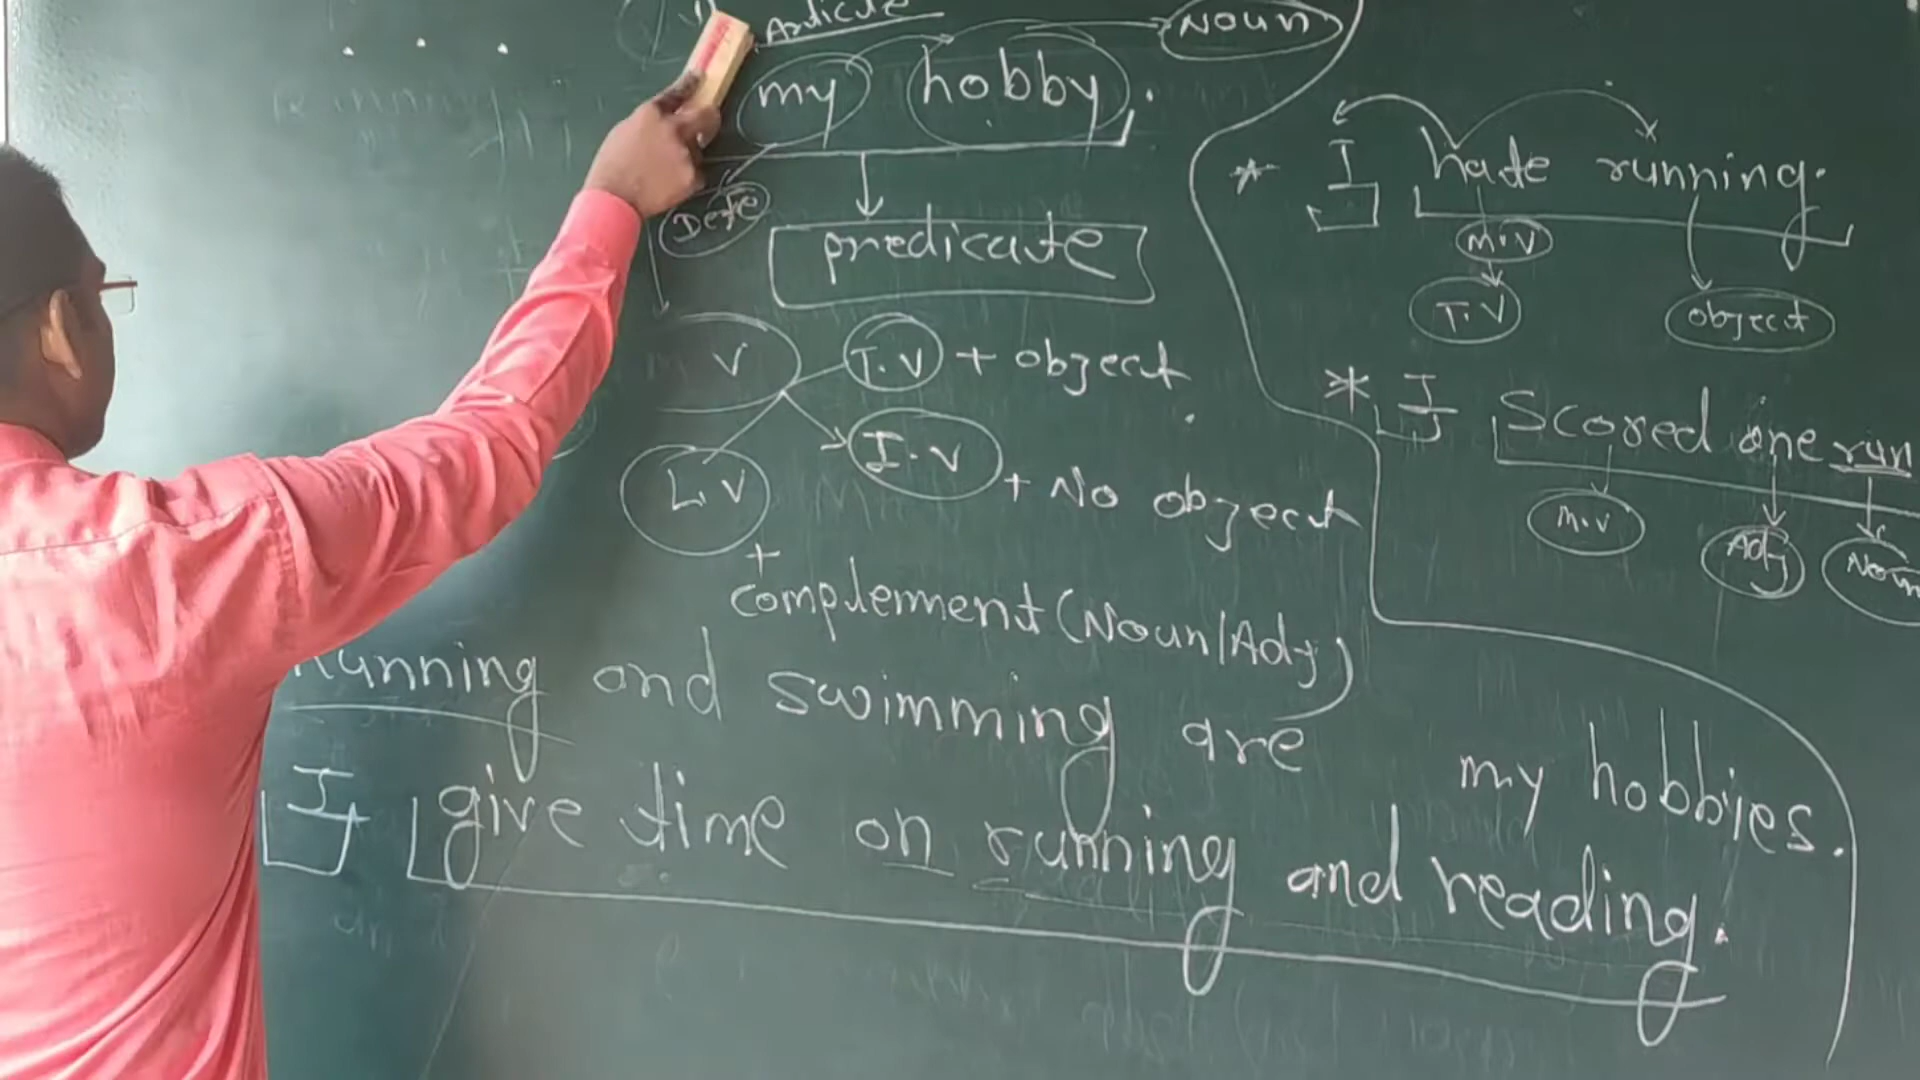 Article
Noun
my hobby.
Dete
predicate
M V
T.V + object
I.V + No object
L.V
+
complement (Noun/Adj)
* I hate running.
M.V
T.V
object
* I scored one run
M.V
Adj
Noun
running and swimming are my hobbies.
I give time on running and reading.